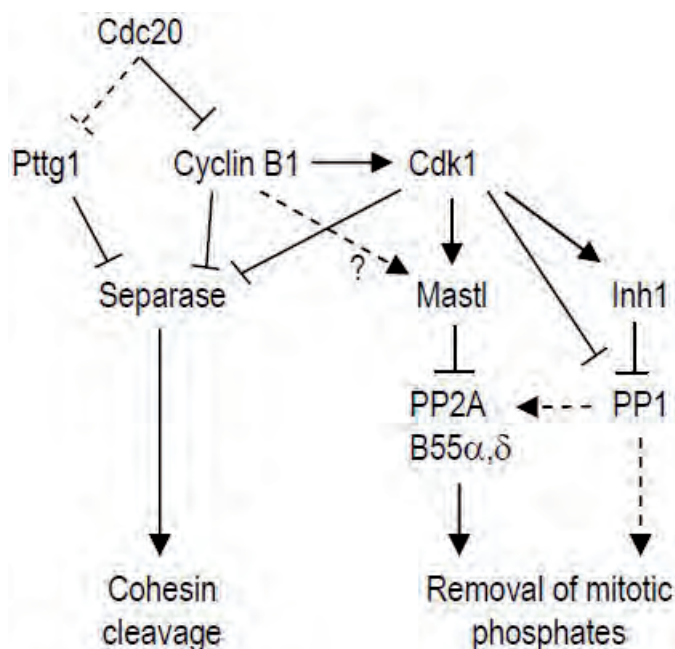 Cdc20
Pttg1 Cyclin B1 Cdk1
?
Separase Mastl Inh1
PP2A PP1
B55α,δ
Cohesin Removal of mitotic
cleavage phosphates